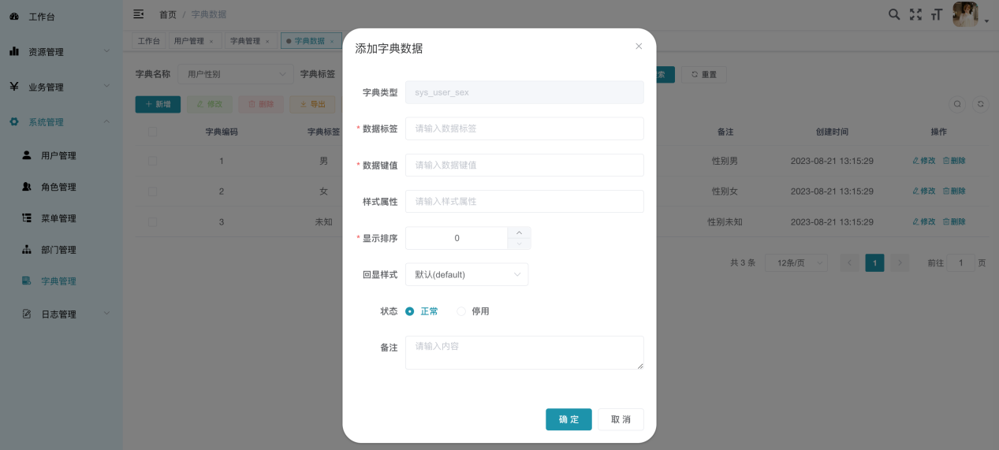 工作台
资源管理
业务管理
系统管理
用户管理
角色管理
菜单管理
部门管理
字典管理
日志管理
首页 / 字典数据
工作台 用户管理 × 字典管理 × 字典数据 ×
字典名称 用户性别 字典标签 索 重置
+ 新增 修改 删除 导出
字典编码 字典标签 备注 创建时间 操作
1 男 性别男 2023-08-21 13:15:29 修改 删除
2 女 性别女 2023-08-21 13:15:29 修改 删除
3 未知 性别未知 2023-08-21 13:15:29 修改 删除
共 3 条 12条/页 1 前往 1 页
添加字典数据
字典类型 sys_user_sex
* 数据标签 请输入数据标签
* 数据键值 请输入数据键值
样式属性 请输入样式属性
* 显示排序 0
回显样式 默认(default)
状态 正常 停用
备注 请输入内容
确 定 取 消